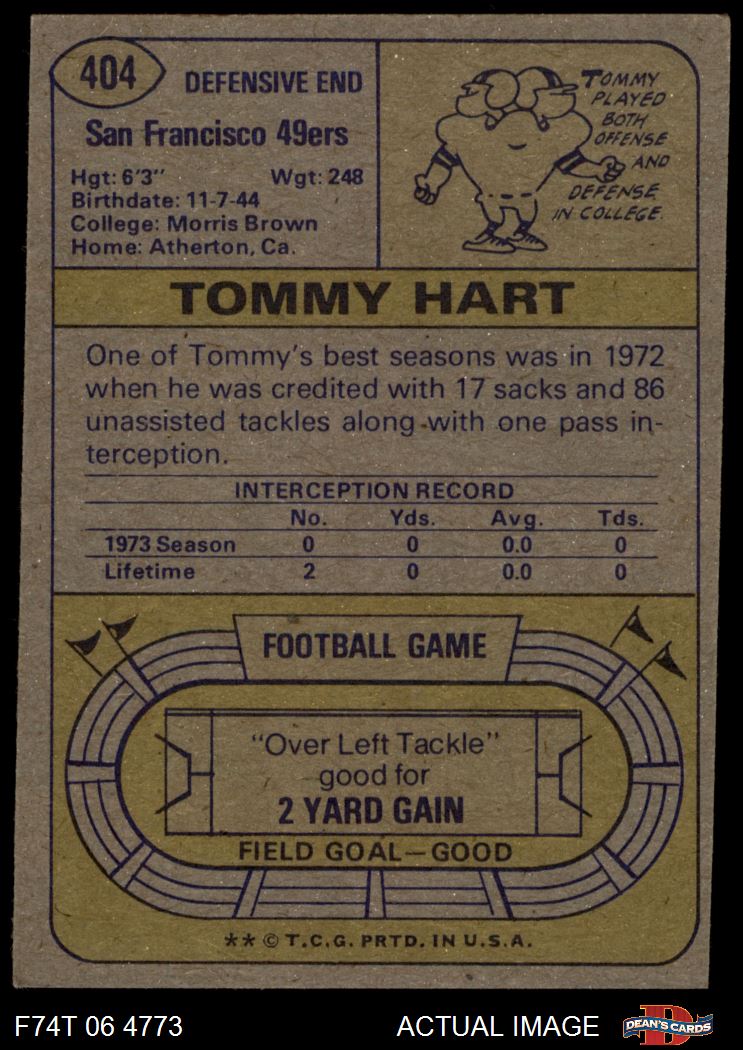 404 DEFENSIVE END
San Francisco 49ers
Hgt: 6'3" Wgt: 248
Birthdate: 11-7-44
College: Morris Brown
Home: Atherton, Ca.
TOMMY
PLAYED
BOTH
OFFENSE
AND
DEFENSE
IN COLLEGE.
TOMMY HART
One of Tommy's best seasons was in 1972
when he was credited with 17 sacks and 86
unassisted tackles along with one pass in-
terception.
INTERCEPTION RECORD
No. Yds. Avg. Tds.
1973 Season 0 0 0.0 0
Lifetime 2 0 0.0 0
FOOTBALL GAME
"Over Left Tackle"
good for
2 YARD GAIN
FIELD GOAL—GOOD
** © T.C.G. PRTD. IN U.S.A.
F74T 06 4773 ACTUAL IMAGE D DEAN'S CARDS